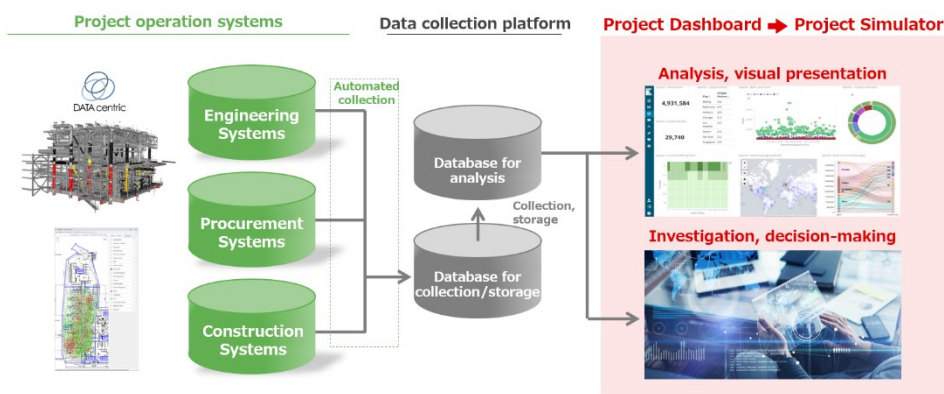 Project operation systems
Data collection platform
Project Dashboard ➡ Project Simulator
DATA centric
Automated
collection
Engineering
Systems
Procurement
Systems
Construction
Systems
Database for
analysis
Collection,
storage
Database for
collection/storage
Analysis, visual presentation
4,931,584
29,740
Investigation, decision-making